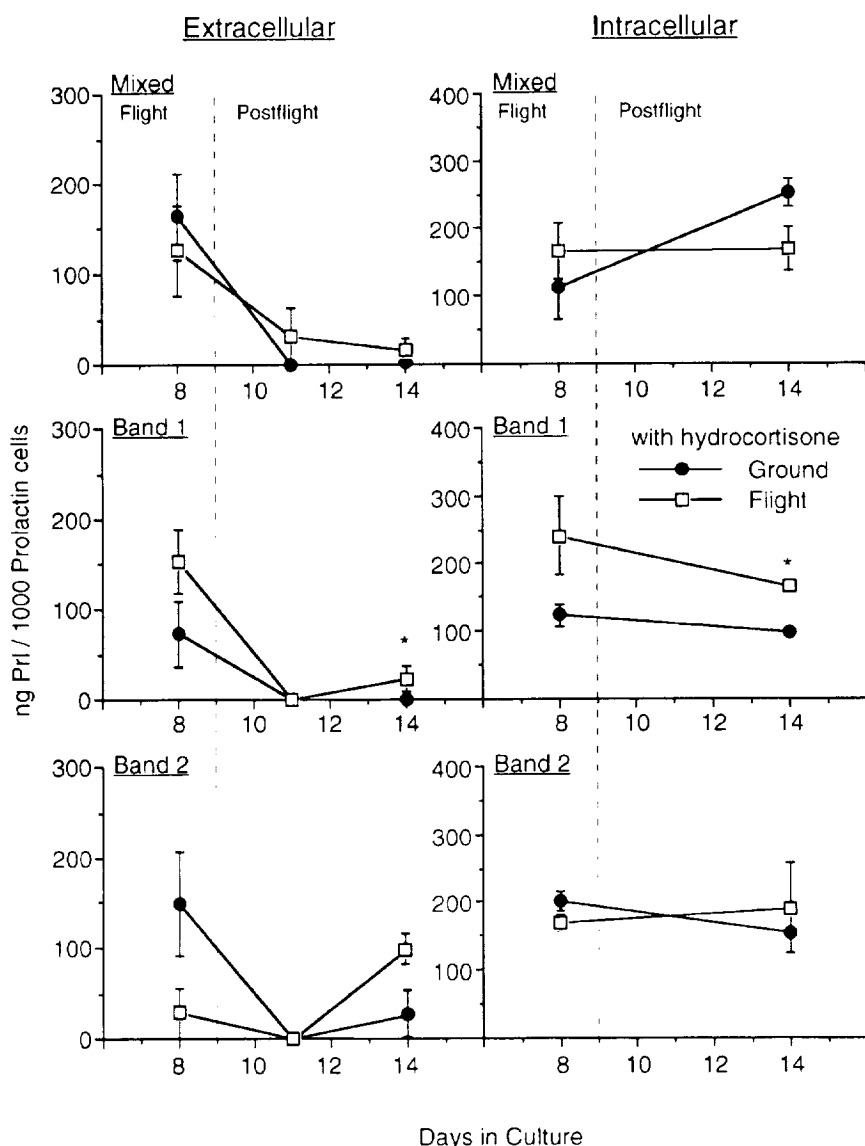 Extracellular
Intracellular
Mixed
Flight
Postflight
300
200
100
0
8
10
12
14
Mixed
Flight
Postflight
400
300
200
100
8
10
12
14
ng Prl / 1000 Prolactin cells
Band 1
300
200
100
0
*
8
10
12
14
Band 1
with hydrocortisone
Ground
Flight
400
300
200
100
*
8
10
12
14
Band 2
300
200
100
0
8
10
12
14
Band 2
400
300
200
100
8
10
12
14
Days in Culture